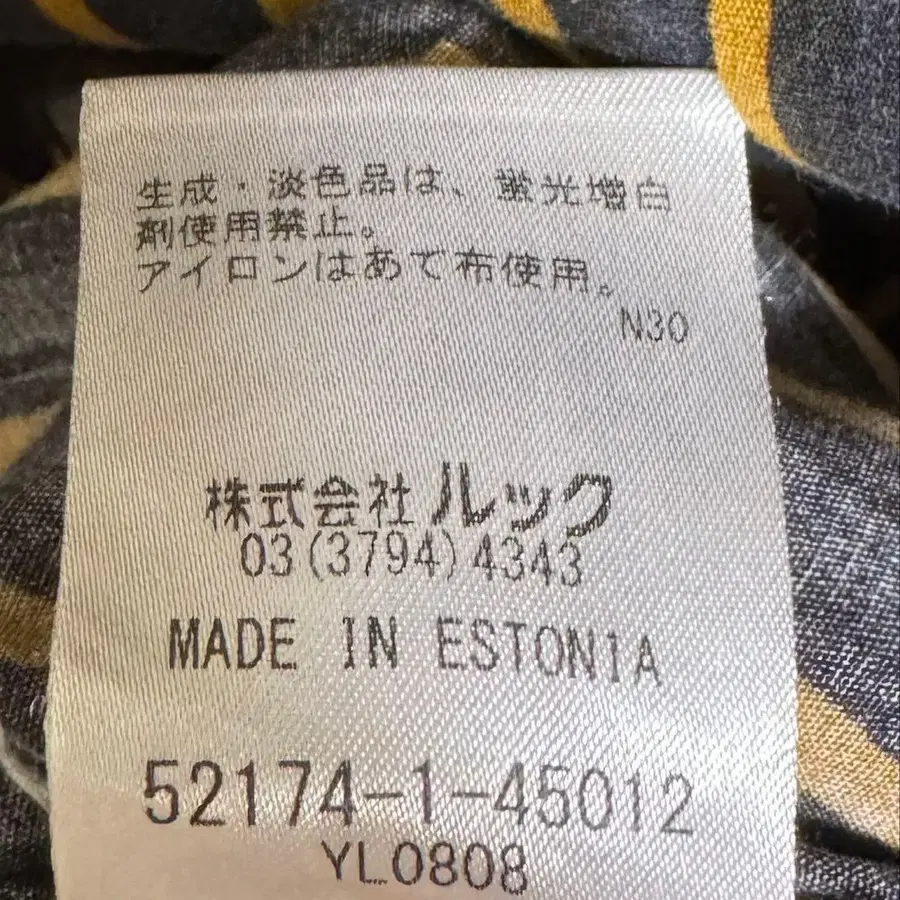 生成・淡色品は、蛍光増白
剤使用禁止。
アイロンはあて布使用。
N30
株式会社ルック
03(3794)4343
MADE IN ESTONIA
52174-1-45012
YL0808